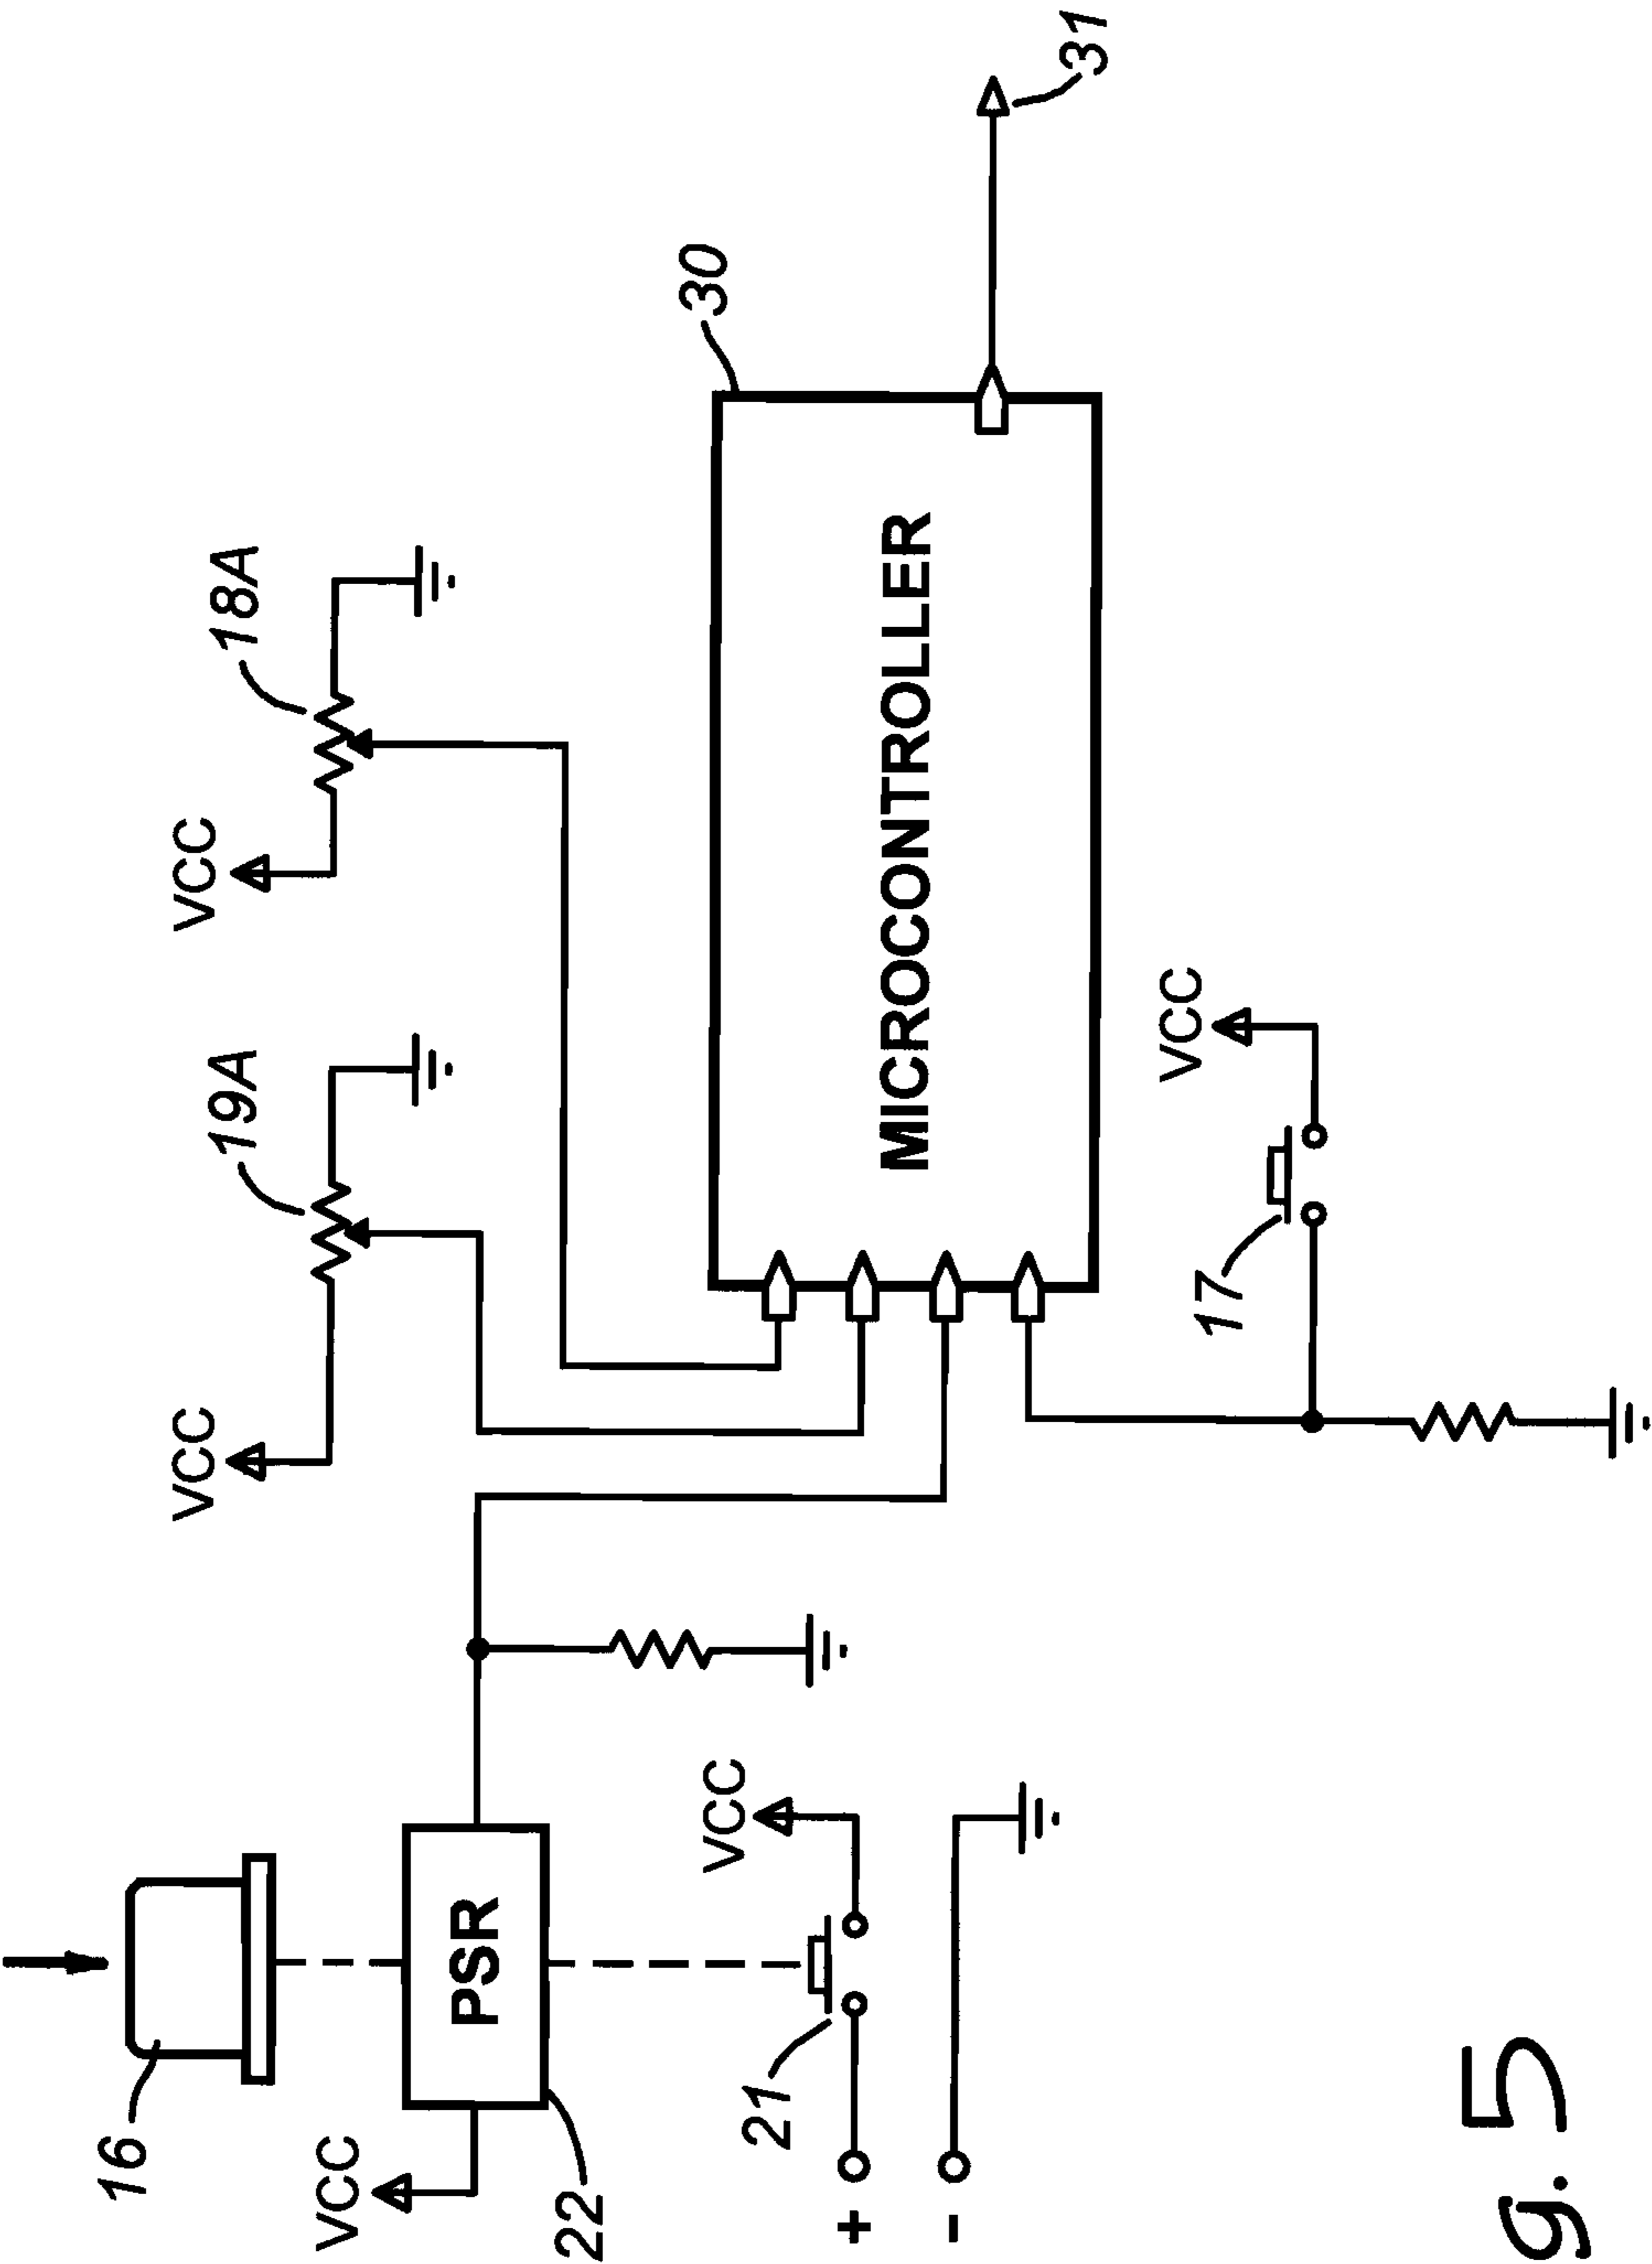 16
VCC
22
PSR
21
VCC
+
-
VCC
19A
VCC
18A
MICROCONTROLLER
30
31
17
VCC
g. 5